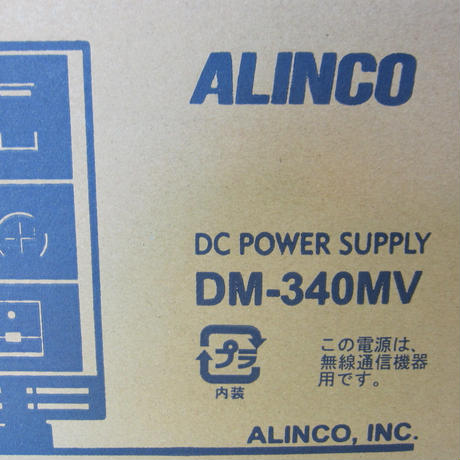 ALINCO
DC POWER SUPPLY
DM-340MV
プラ
内装
この電源は、
無線通信機器
用です。
ALINCO, INC.